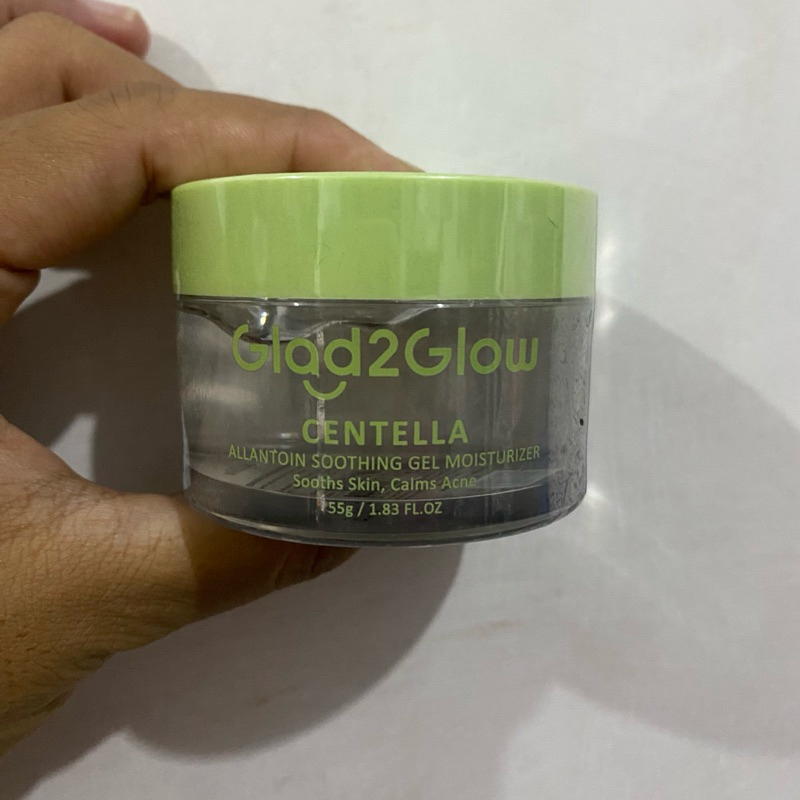 Glad2Glow
CENTELLA
ALLANTOIN SOOTHING GEL MOISTURIZER
Sooths Skin, Calms Acne
55g / 1.83 FL.OZ